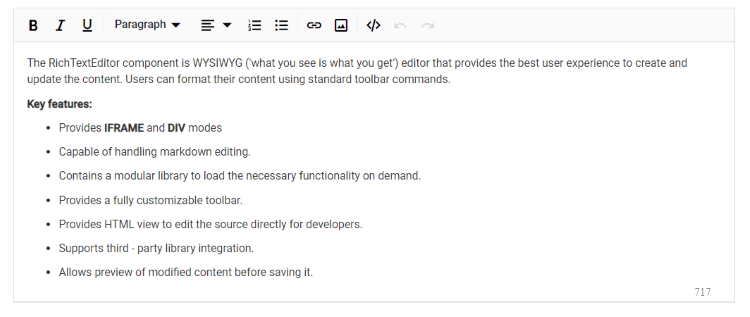 B I U Paragraph </>
The RichTextEditor component is WYSIWYG ('what you see is what you get') editor that provides the best user experience to create and
update the content. Users can format their content using standard toolbar commands.
Key features:
• Provides IFRAME and DIV modes
• Capable of handling markdown editing.
• Contains a modular library to load the necessary functionality on demand.
• Provides a fully customizable toolbar.
• Provides HTML view to edit the source directly for developers.
• Supports third - party library integration.
• Allows preview of modified content before saving it.
717